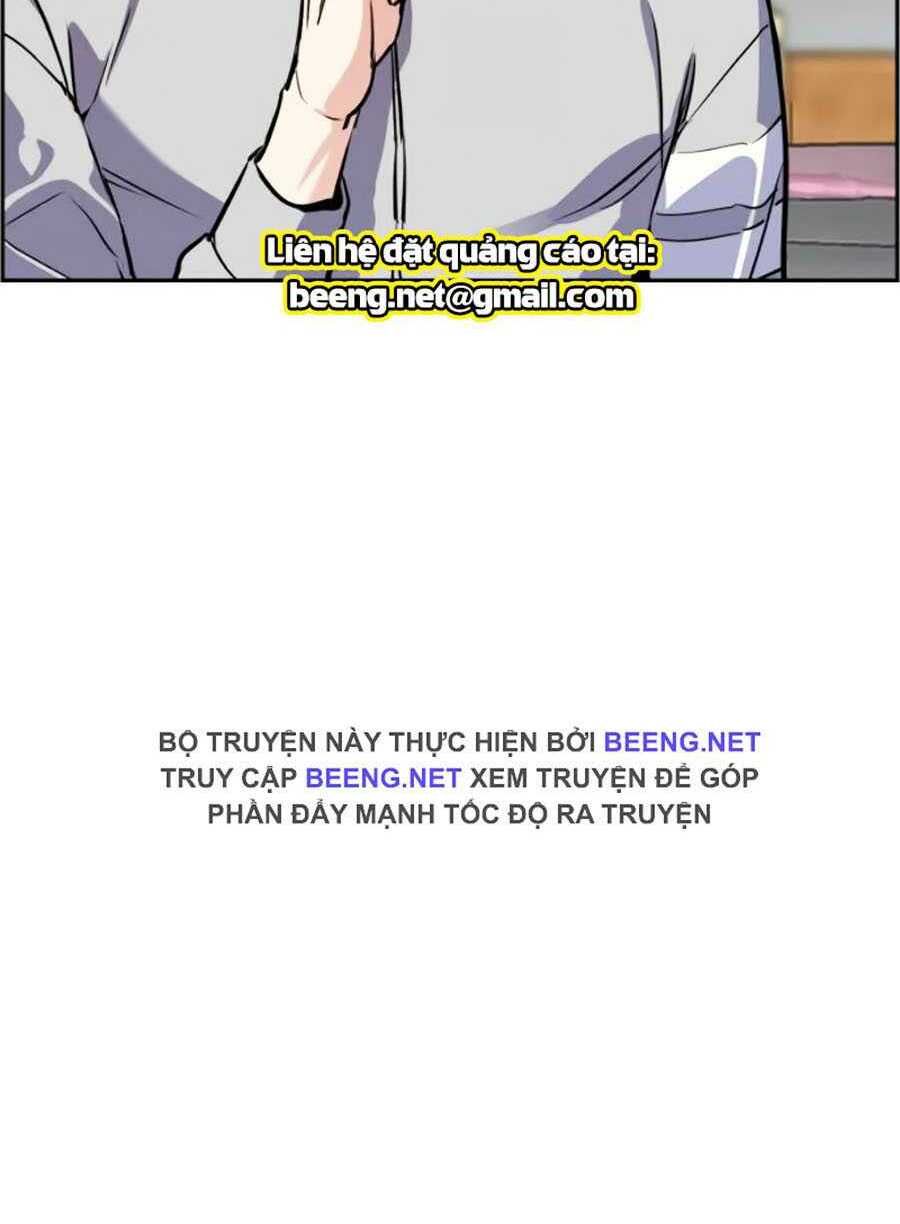 Liên hệ đặt quảng cáo tại:
beeng.net@gmail.com
BỘ TRUYỆN NÀY THỰC HIỆN BỞI BEENG.NET
TRUY CẬP BEENG.NET XEM TRUYỆN ĐỂ GÓP
PHẦN ĐẨY MẠNH TỐC ĐỘ RA TRUYỆN